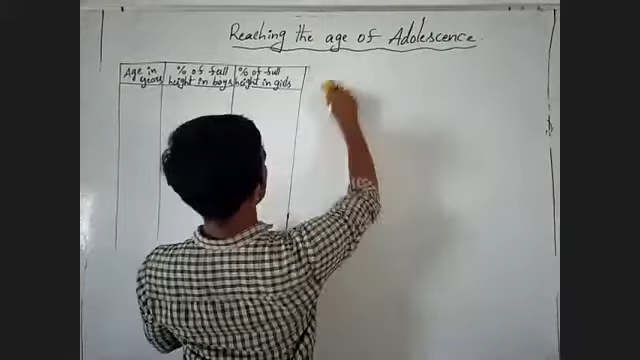 Reaching the age of Adolescence.
Age in years
% of full height in boys
% of full height in girls